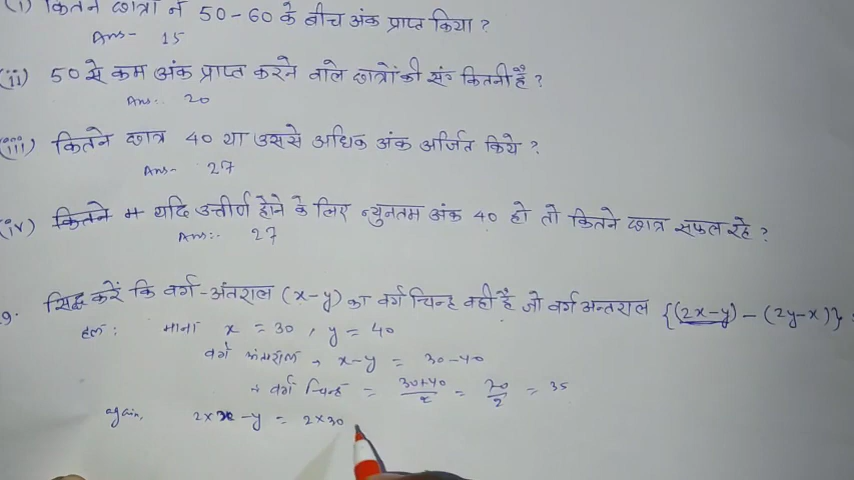 (i) कितने छात्रों ने 50-60 के बीच अंक प्राप्त किया ?
Ans- 15
(ii) 50 से कम अंक प्राप्त करने वाले छात्रों की सं॰ कितनी है ?
Ans:. 20
(iii) कितने छात्र 40 या उससे अधिक अंक अर्जित किये ?
Ans- 27
(iv) यदि उत्तीर्ण होने के लिए न्युनतम अंक 40 हो तो कितने छात्र सफल रहे ?
Ans:- 27
9. सिद्ध करें कि वर्ग-अंतराल (x-y) का वर्ग चिन्ह वही है जो वर्ग अन्तराल {(2x-y)-(2y-x)}
हल: माना x = 30, y = 40
वर्ग अंतराल, x-y = 30-40
वर्ग चिन्ह = 30+40/2 = 70/2 = 35
again, 2x -y = 2×30